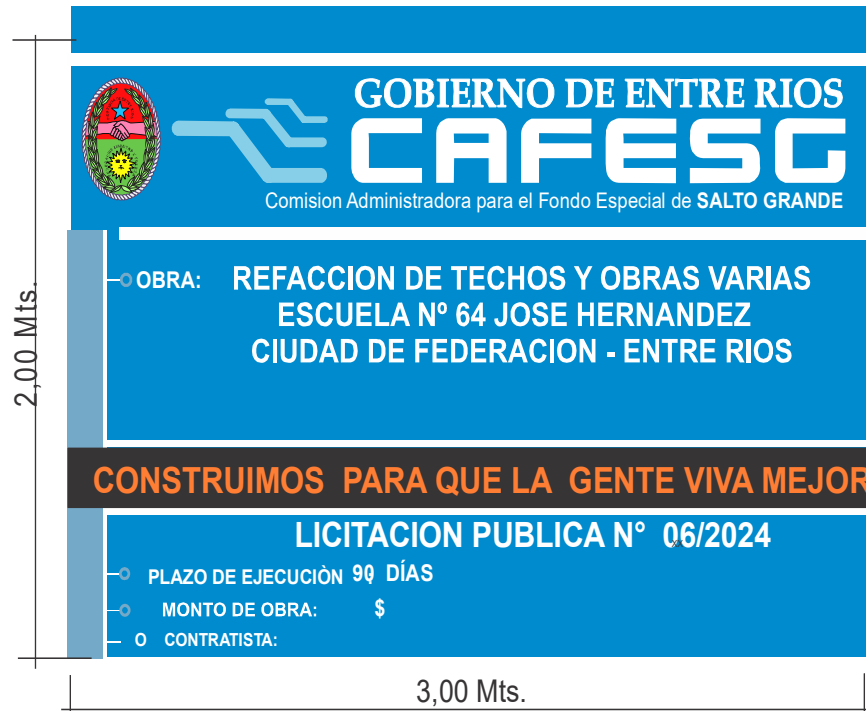 GOBIERNO DE ENTRE RIOS
CAFESG
Comision Administradora para el Fondo Especial de SALTO GRANDE
OBRA: REFACCION DE TECHOS Y OBRAS VARIAS
ESCUELA Nº 64 JOSE HERNANDEZ
CIUDAD DE FEDERACION - ENTRE RIOS
2,00 Mts.
CONSTRUIMOS PARA QUE LA GENTE VIVA MEJOR
LICITACION PUBLICA N° 06/2024
PLAZO DE EJECUCIÒN 90 DÍAS
MONTO DE OBRA: $
O CONTRATISTA:
3,00 Mts.